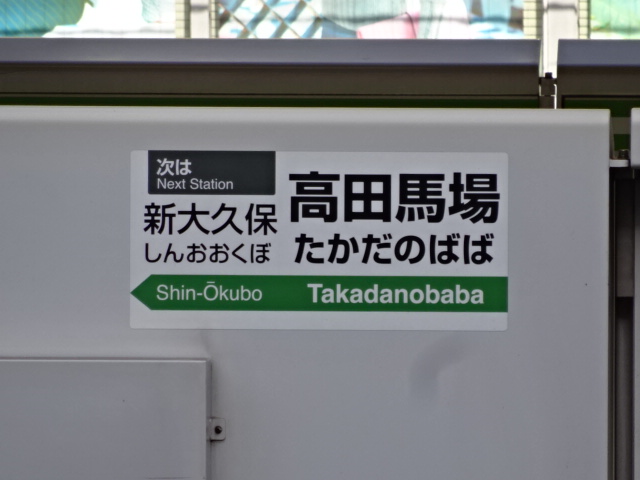 次は
Next Station
新大久保
しんおおくぼ
高田馬場
たかだのばば
Shin-Ōkubo
Takadanobaba